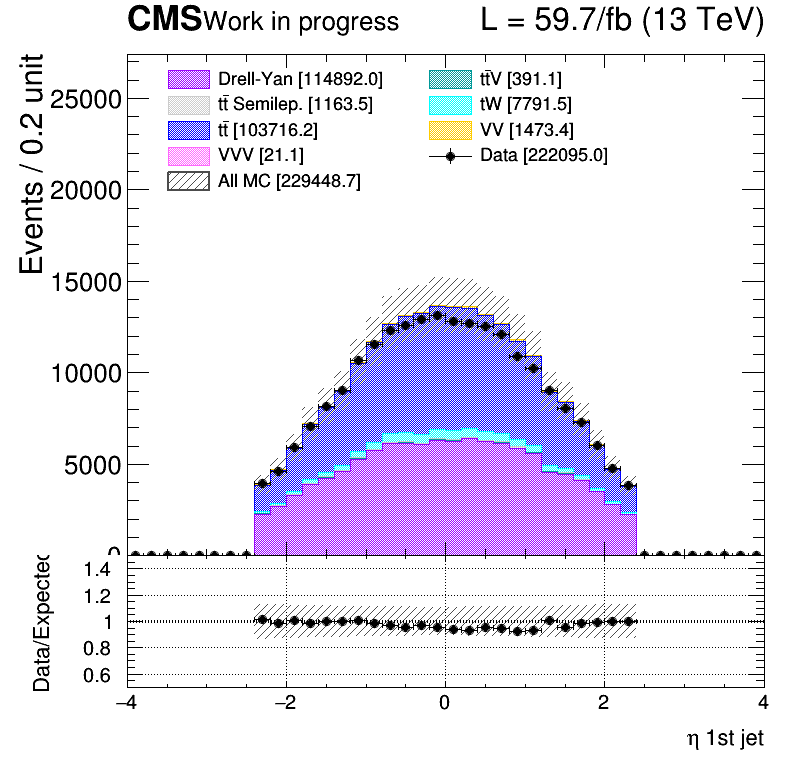 CMS Work in progress L = 59.7/fb (13 TeV)
Events / 0.2 unit
25000
20000
15000
10000
5000
0
Drell-Yan [114892.0]
tt̄ Semilep. [1163.5]
tt̄ [103716.2]
VVV [21.1]
All MC [229448.7]
tt̄V [391.1]
tW [7791.5]
VV [1473.4]
Data [222095.0]
Data/Expected
1.4
1.2
1
0.8
0.6
−4 −2 0 2 4
η 1st jet